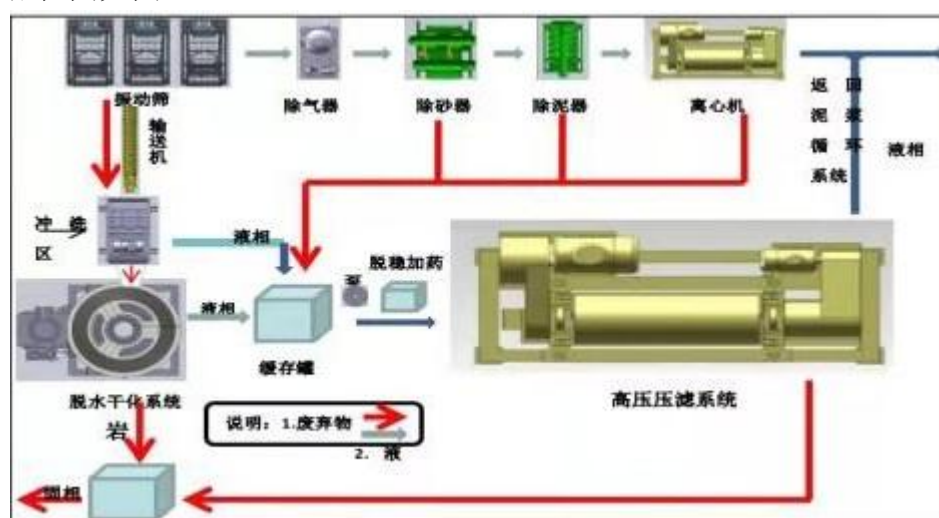 振动筛
除气器
除砂器
除泥器
离心机
返回
泥浆
循环
系统
液相
输送机
冲洗
区
液相
脱稳加药
泵
液相
缓存罐
脱水干化系统
高压压滤系统
岩
说明：1.废弃物
2. 液
固相